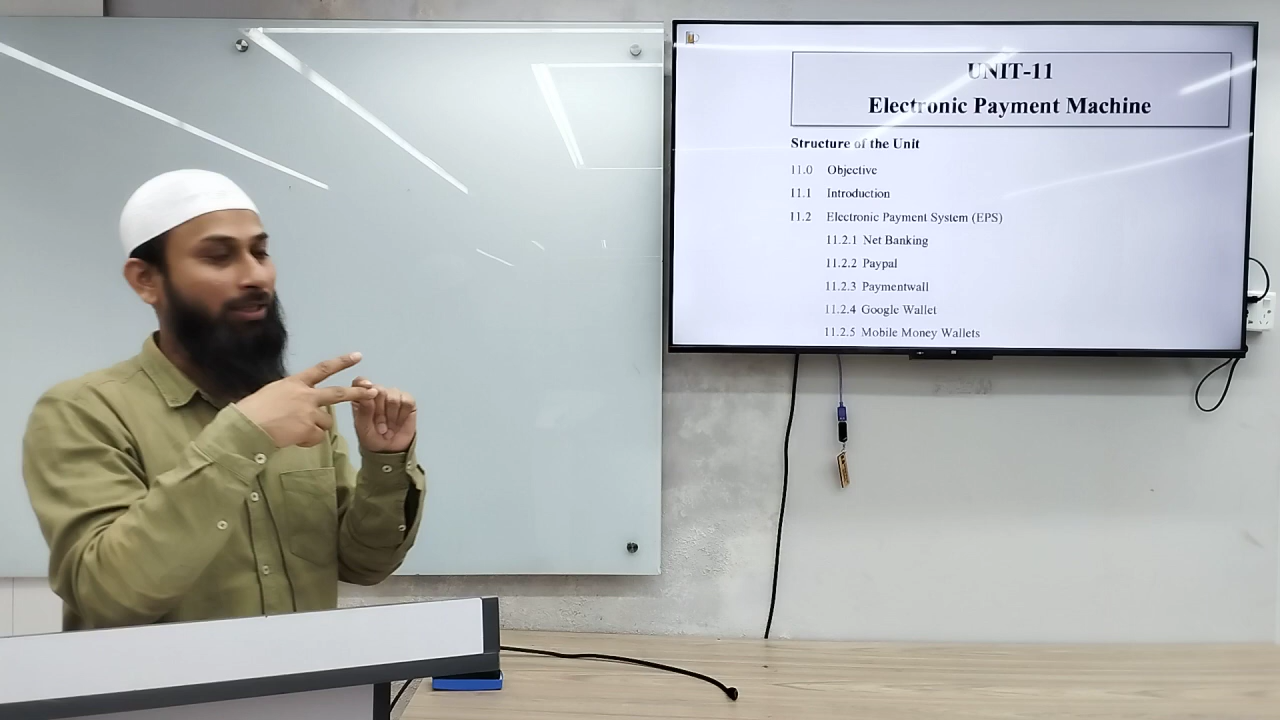 UNIT-11
Electronic Payment Machine
Structure of the Unit
11.0 Objective
11.1 Introduction
11.2 Electronic Payment System (EPS)
11.2.1 Net Banking
11.2.2 Paypal
11.2.3 Paymentwall
11.2.4 Google Wallet
11.2.5 Mobile Money Wallets